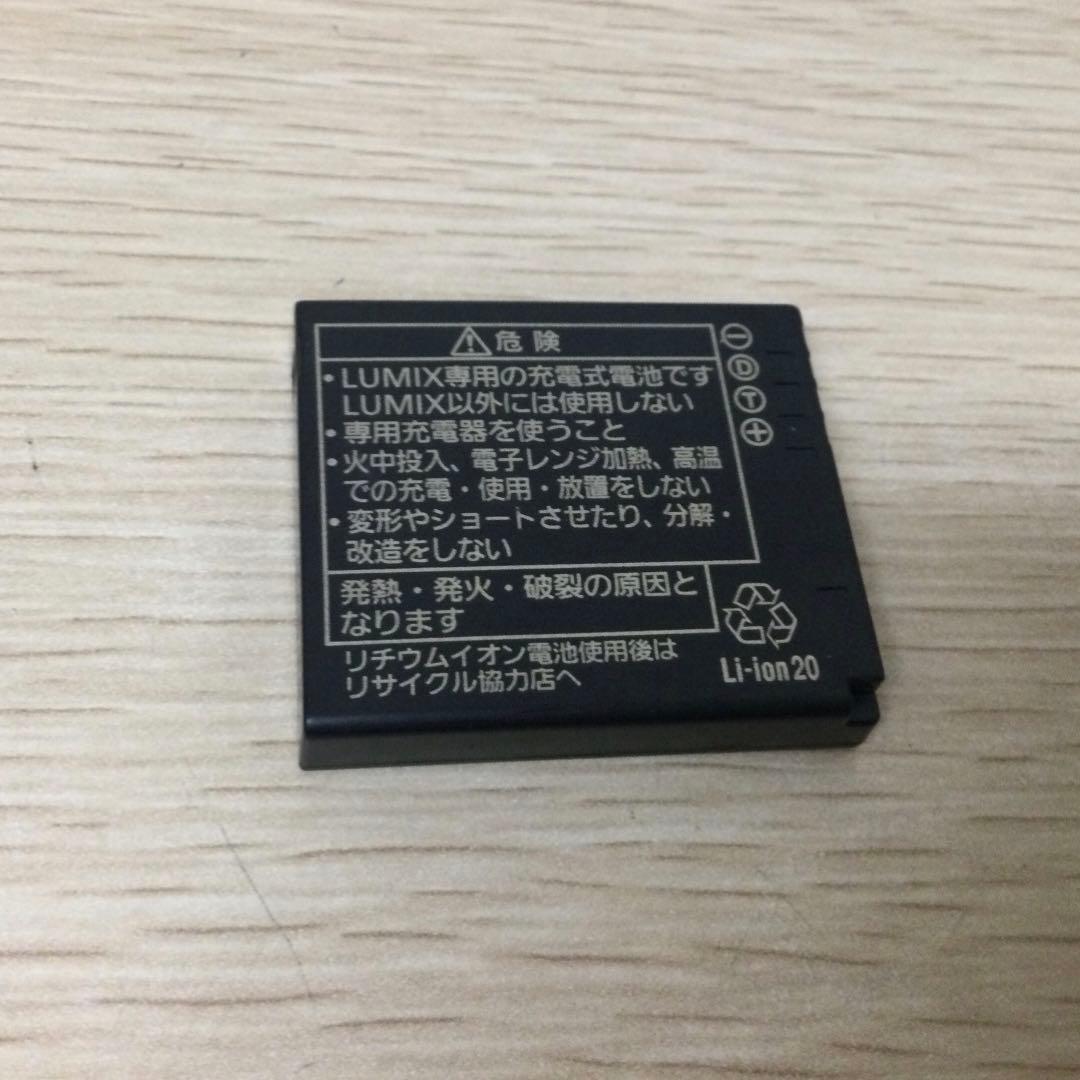 ⚠危険
・LUMIX専用の充電式電池です
LUMIX以外には使用しない
・専用充電器を使うこと
・火中投入、電子レンジ加熱、高温
での充電・使用・放置をしない
・変形やショートさせたり、分解・
改造をしない
発熱・発火・破裂の原因と
なります
リチウムイオン電池使用後は
リサイクル協力店へ
⊖
Ⓓ
Ⓣ
⊕
Li-ion20